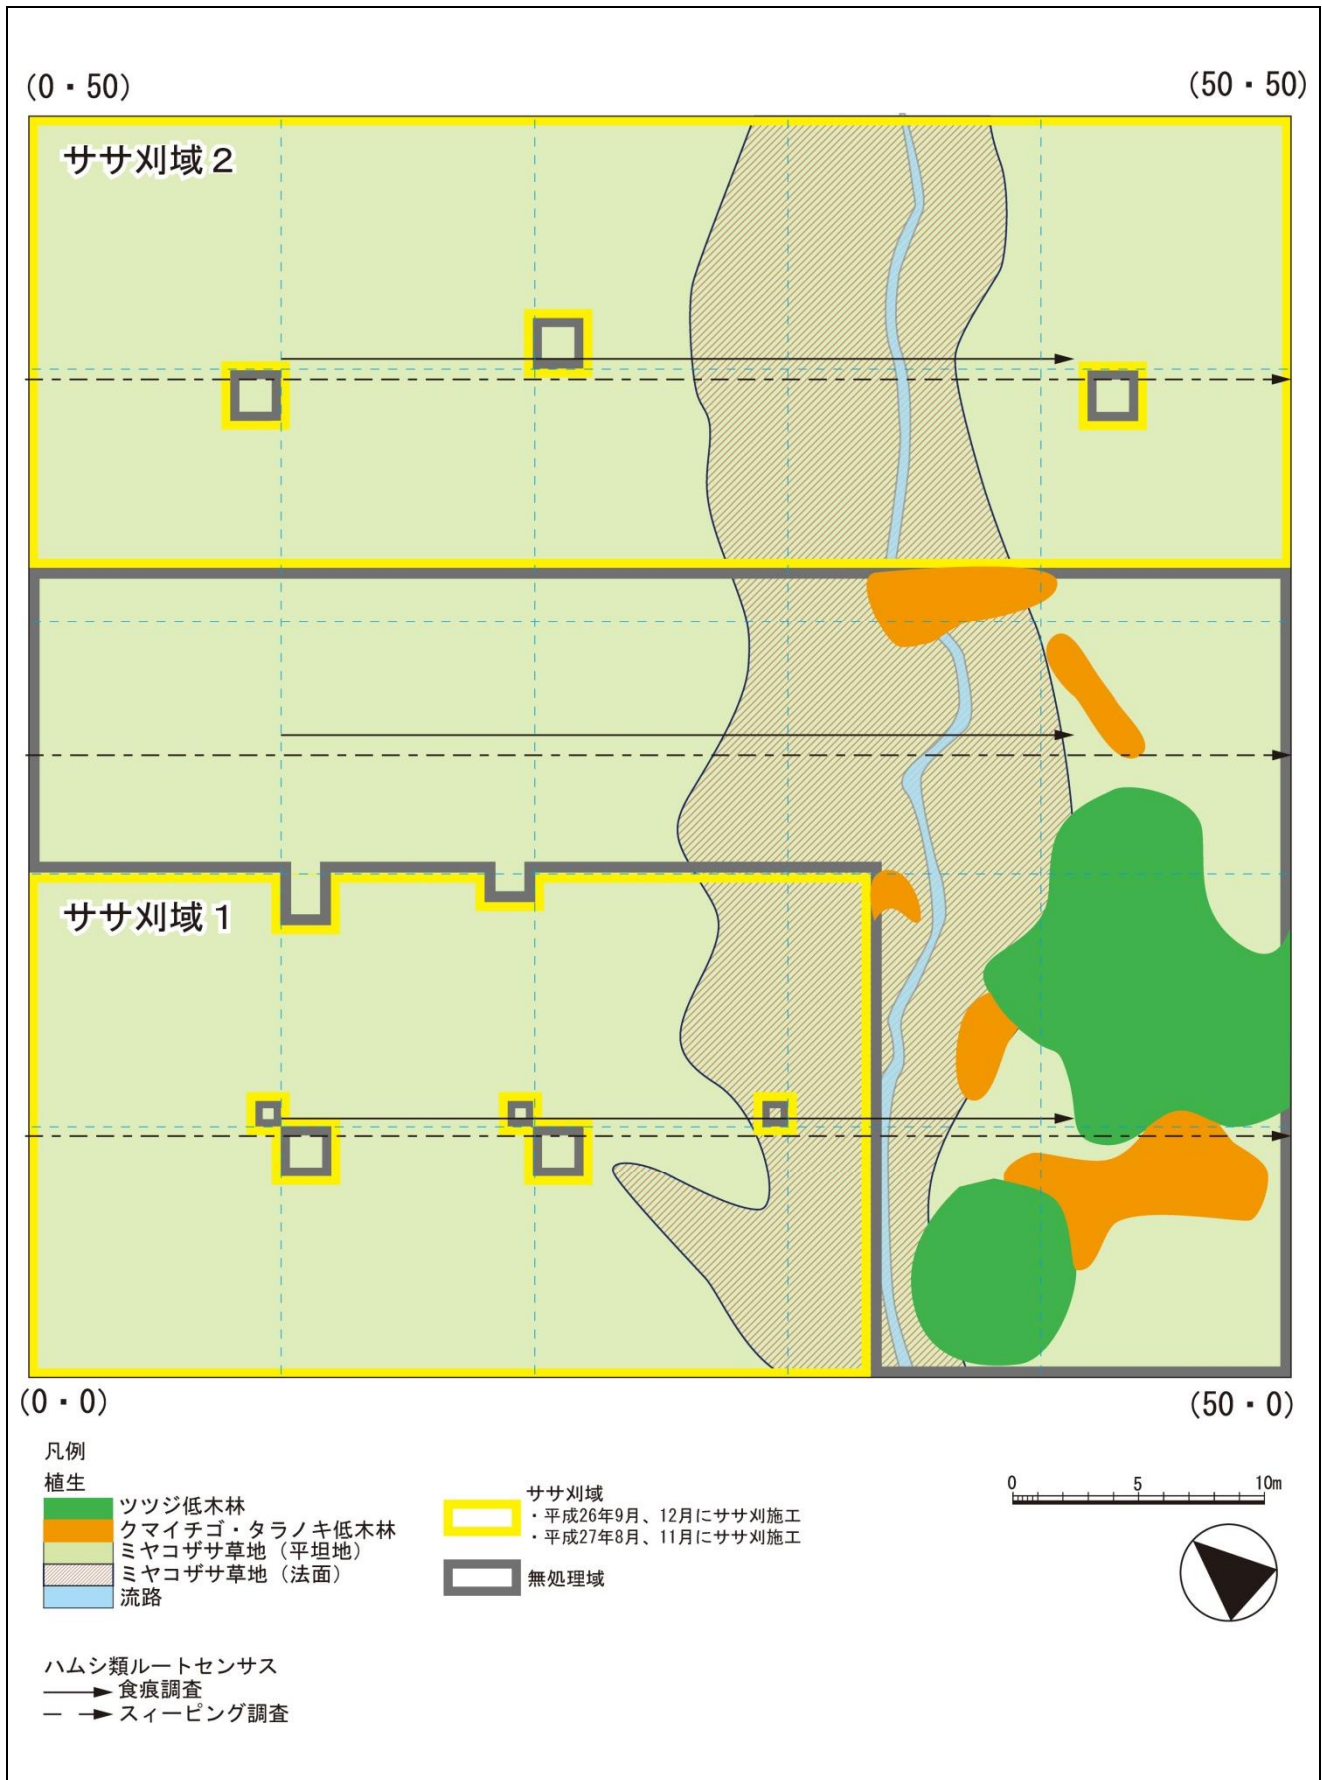 (0・50)
(50・50)
ササ刈域２
ササ刈域１
(0・0)
(50・0)
凡例
植生
ツツジ低木林
クマイチゴ・タラノキ低木林
ミヤコザサ草地（平坦地）
ミヤコザサ草地（法面）
流路
ササ刈域
・平成26年9月、12月にササ刈施工
・平成27年8月、11月にササ刈施工
無処理域
0 5 10m
ハムシ類ルートセンサス
食痕調査
スィーピング調査